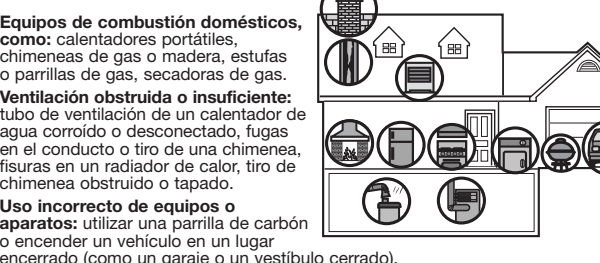 Equipos de combustión domésticos,
como: calentadores portátiles,
chimeneas de gas o madera, estufas
o parrillas de gas, secadoras de gas.
Ventilación obstruida o insuficiente:
tubo de ventilación de un calentador de
agua corroído o desconectado, fugas
en el conducto o tiro de una chimenea,
fisuras en un radiador de calor, tiro de
chimenea obstruido o tapado.
Uso incorrecto de equipos o
aparatos: utilizar una parrilla de carbón
o encender un vehículo en un lugar
encerrado (como un garaje o un vestíbulo cerrado).